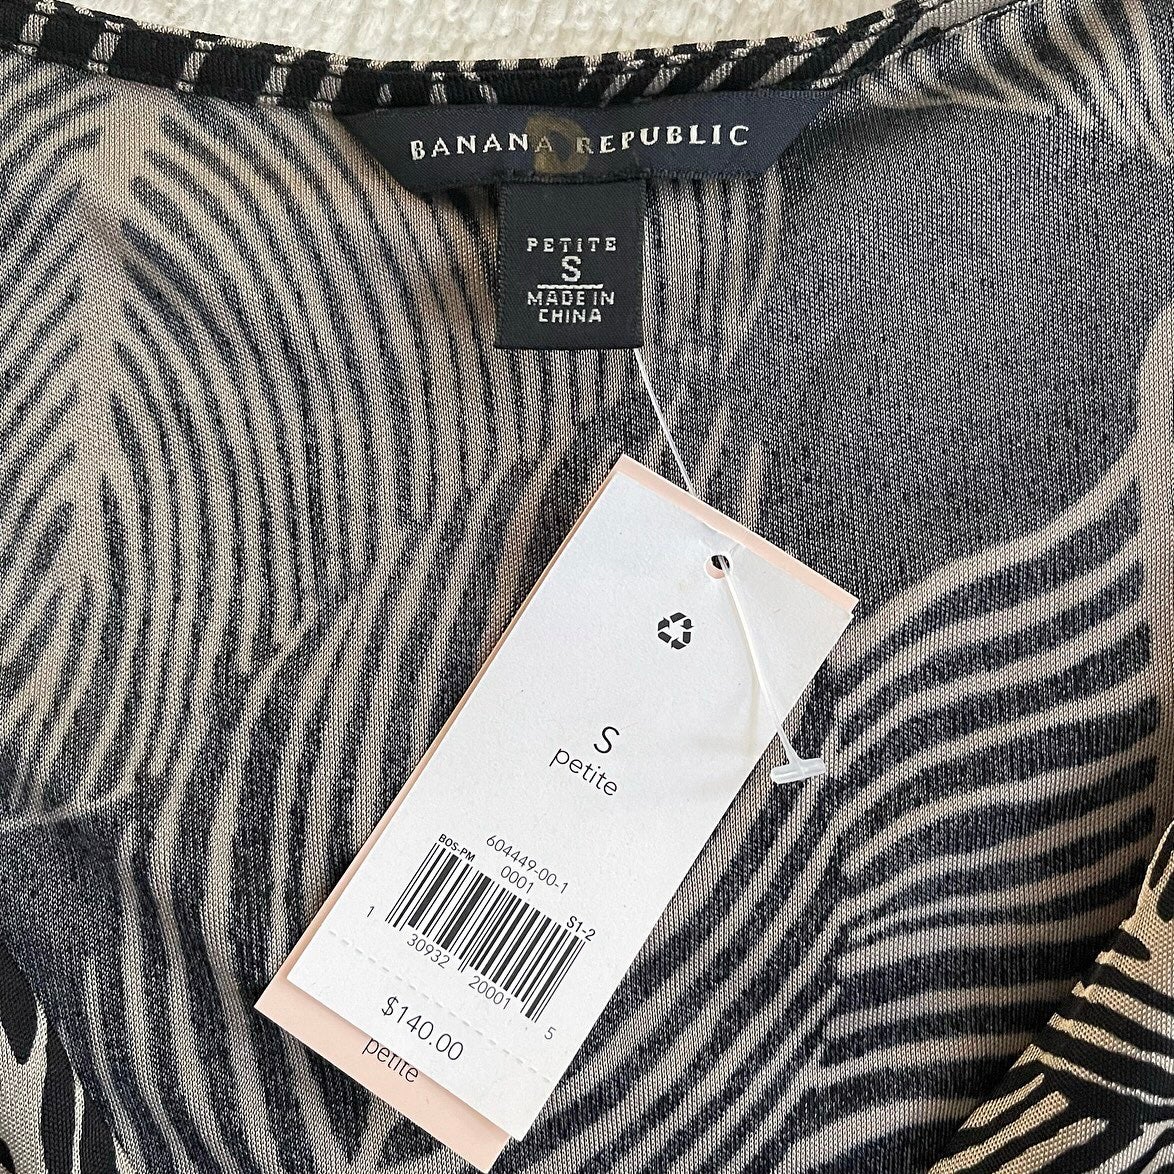 BANANA REPUBLIC
PETITE
S
MADE IN
CHINA
S
petite
604449-00-1
0001
BOS-PM
S1-2
1 30932 20001 5
$140.00
petite